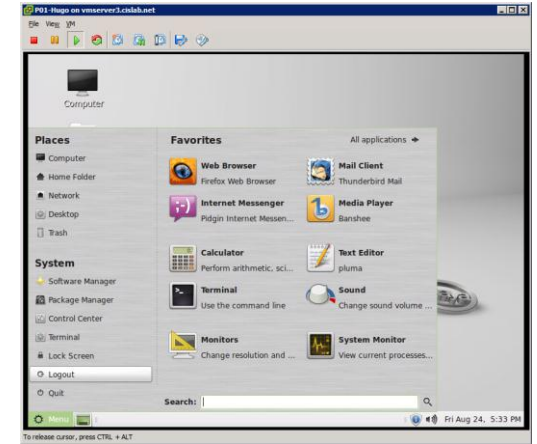 P01-Hugo on vmserver3.cislab.net
File View VM
Computer
Places
Computer
Home Folder
Network
Desktop
Trash
System
Software Manager
Package Manager
Control Center
Terminal
Lock Screen
Logout
Quit
Favorites
All applications
Web Browser
Firefox Web Browser
Mail Client
Thunderbird Mail
Internet Messenger
Pidgin Internet Messen...
Media Player
Banshee
Calculator
Perform arithmetic, sci...
Text Editor
pluma
Terminal
Use the command line
Sound
Change sound volume ...
Monitors
Change resolution and ...
System Monitor
View current processes...
Search:
Menu
Fri Aug 24, 5:33 PM
To release cursor, press CTRL + ALT